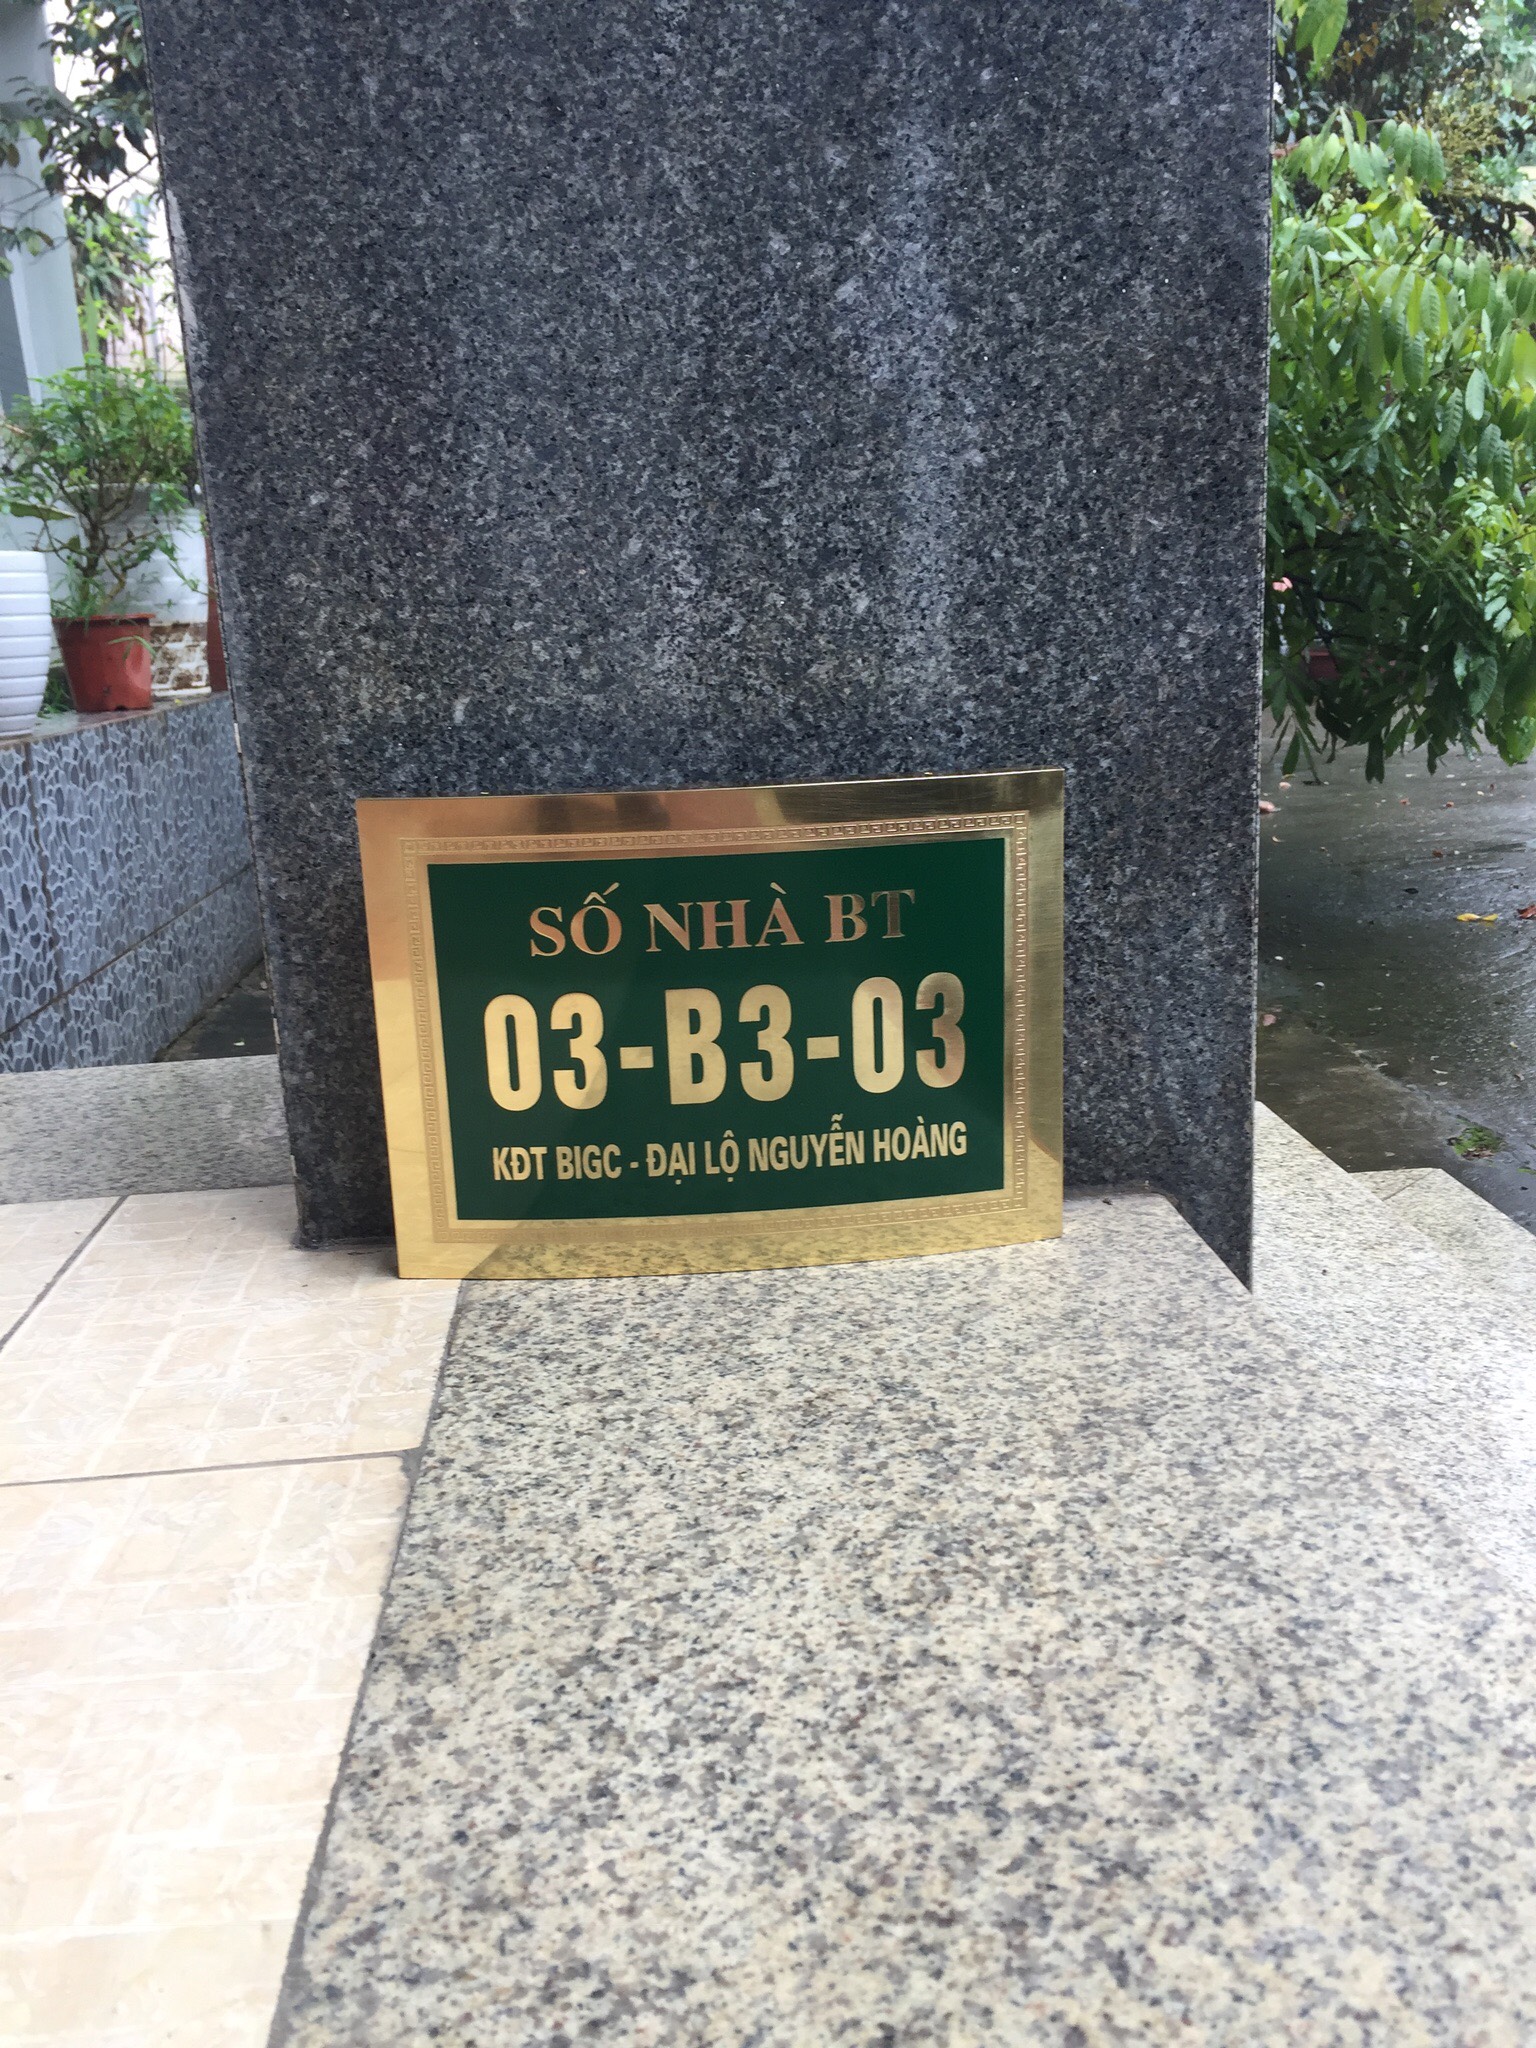 SỐ NHÀ BT
03-B3-03
KĐT BIGC - ĐẠI LỘ NGUYỄN HOÀNG